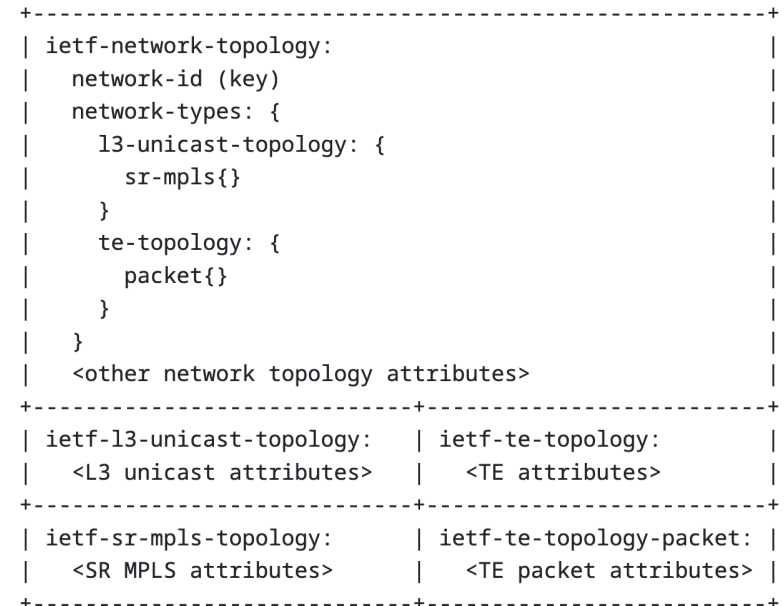 +--------------------------------------------------------+
| ietf-network-topology:                                 |
|   network-id (key)                                     |
|   network-types: {                                     |
|     l3-unicast-topology: {                             |
|       sr-mpls{}                                        |
|     }                                                  |
|     te-topology: {                                     |
|       packet{}                                         |
|     }                                                  |
|   }                                                    |
|   <other network topology attributes>                  |
+-----------------------------+--------------------------+
| ietf-l3-unicast-topology:   | ietf-te-topology:        |
|   <L3 unicast attributes>   |   <TE attributes>        |
+-----------------------------+--------------------------+
| ietf-sr-mpls-topology:      | ietf-te-topology-packet: |
|   <SR MPLS attributes>      |   <TE packet attributes> |
+-----------------------------+--------------------------+